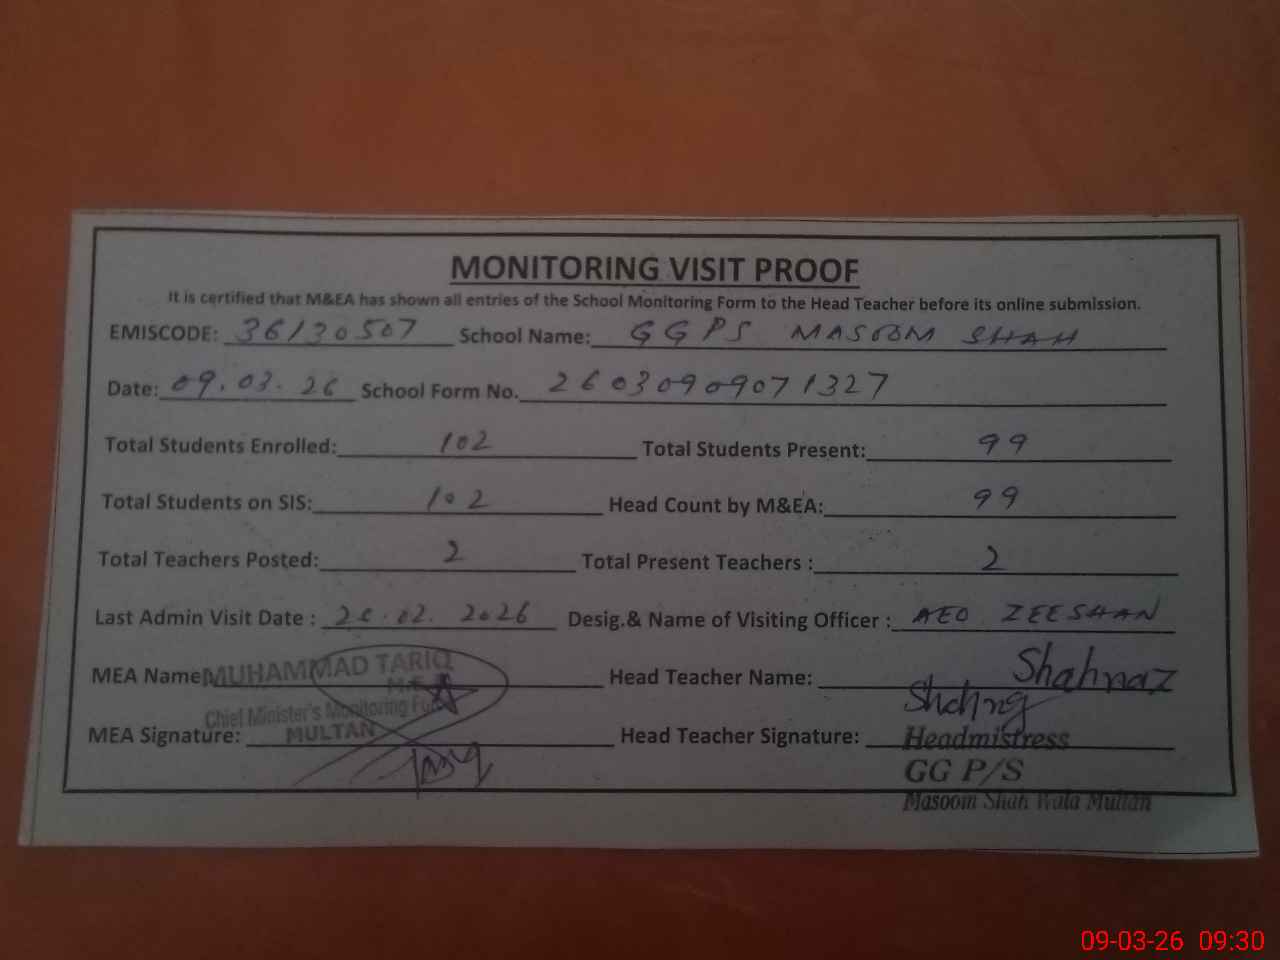 MONITORING VISIT PROOF
It is certified that M&EA has shown all entries of the School Monitoring Form to the Head Teacher before its online submission.
EMISCODE: 36130507 School Name: GGPS MASOOM SHAH
Date: 09.03.26 School Form No. 26030909071327
Total Students Enrolled: 102 Total Students Present: 99
Total Students on SIS: 102 Head Count by M&EA: 99
Total Teachers Posted: 2 Total Present Teachers : 2
Last Admin Visit Date : 02. 2026 Desig.& Name of Visiting Officer : AEO ZEESHAN
MEA Name MUHAMMAD TARIQ Head Teacher Name: Shahnaz
Chief Minister's Monitoring
MEA Signature: MULTAN Head Teacher Signature:
Headmistress
GG P/S
Masoom Shah Wala Multan
09-03-26 09:30